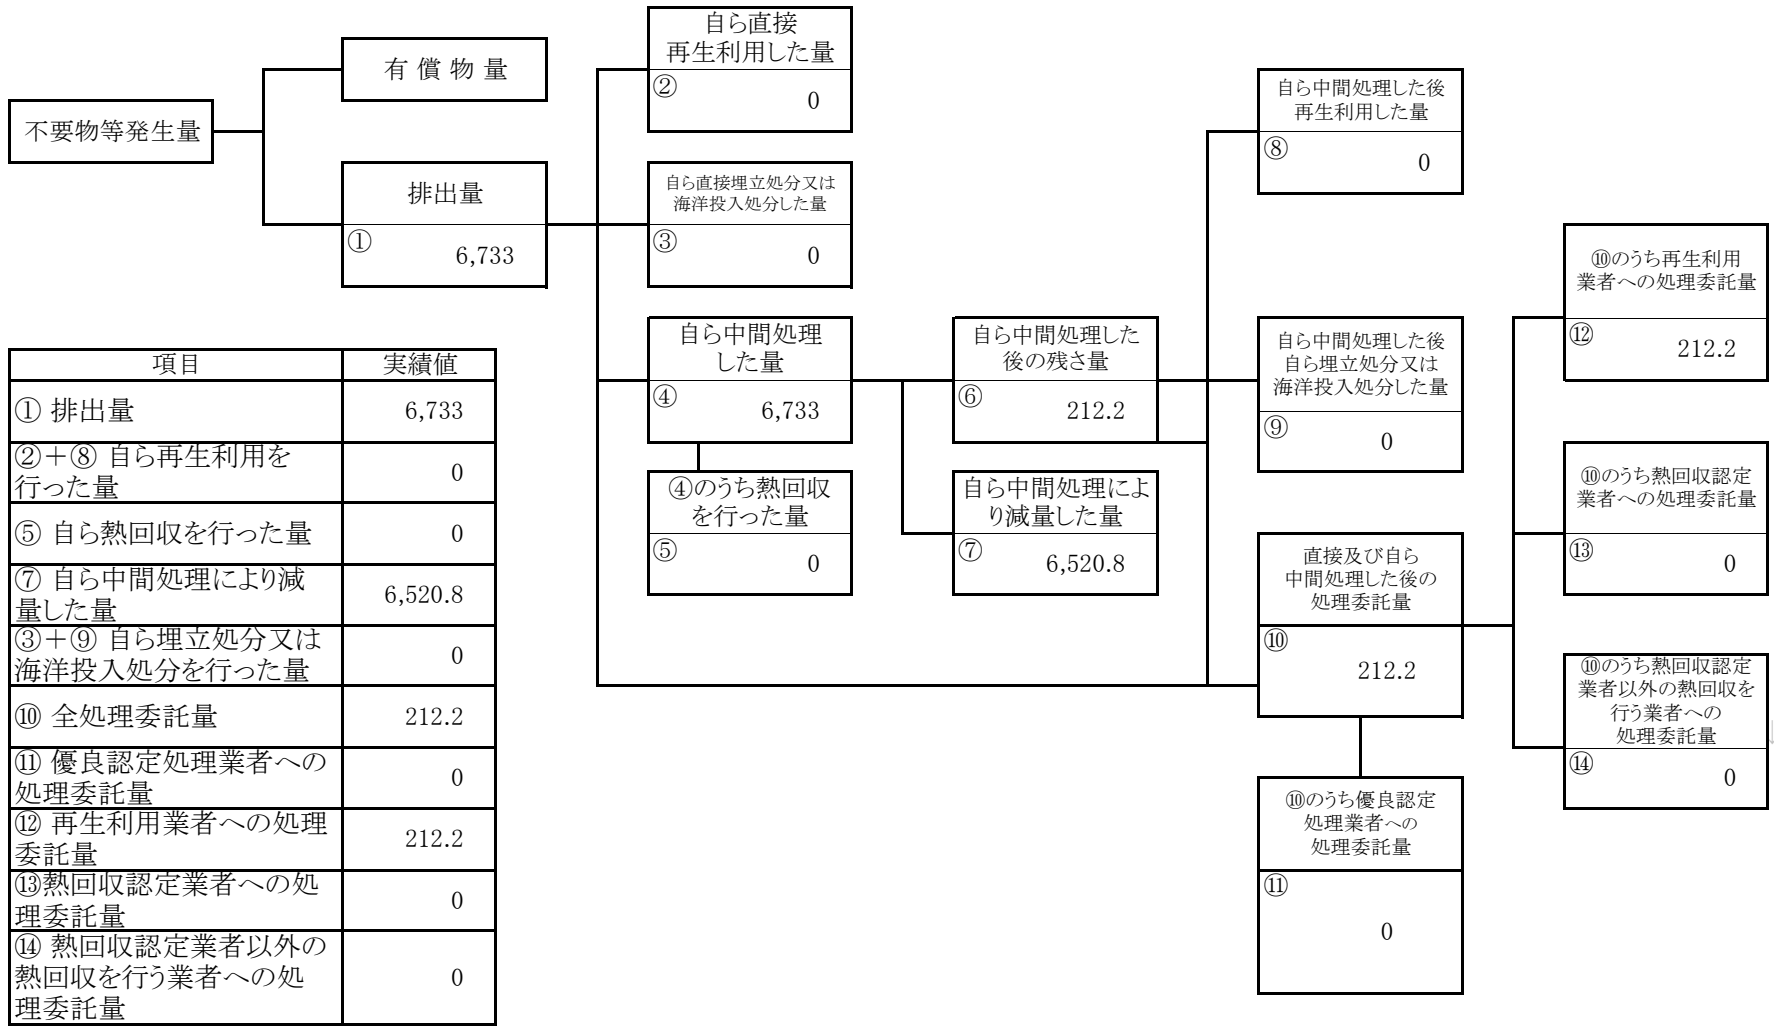 不要物等発生量
有償物量
排出量
①
6,733
自ら直接
再生利用した量
②
0
自ら直接埋立処分又は
海洋投入処分した量
③
0
自ら中間処理
した量
④
6,733
④のうち熱回収
を行った量
⑤
0
自ら中間処理した
後の残さ量
⑥
212.2
自ら中間処理によ
り減量した量
⑦
6,520.8
自ら中間処理した後
再生利用した量
⑧
0
自ら中間処理した後
自ら埋立処分又は
海洋投入処分した量
⑨
0
直接及び自ら
中間処理した後の
処理委託量
⑩
212.2
⑩のうち優良認定
処理業者への
処理委託量
⑪
0
⑩のうち再生利用
業者への処理委託量
⑫
212.2
⑩のうち熱回収認定
業者への処理委託量
⑬
0
⑩のうち熱回収認定
業者以外の熱回収を
行う業者への
処理委託量
⑭
0
項目 実績値
① 排出量 6,733
②＋⑧ 自ら再生利用を
行った量 0
⑤ 自ら熱回収を行った量 0
⑦ 自ら中間処理により減
量した量 6,520.8
③＋⑨ 自ら埋立処分又は
海洋投入処分を行った量 0
⑩ 全処理委託量 212.2
⑪ 優良認定処理業者への
処理委託量 0
⑫ 再生利用業者への処理
委託量 212.2
⑬熱回収認定業者への処
理委託量 0
⑭ 熱回収認定業者以外の
熱回収を行う業者への処
理委託量 0